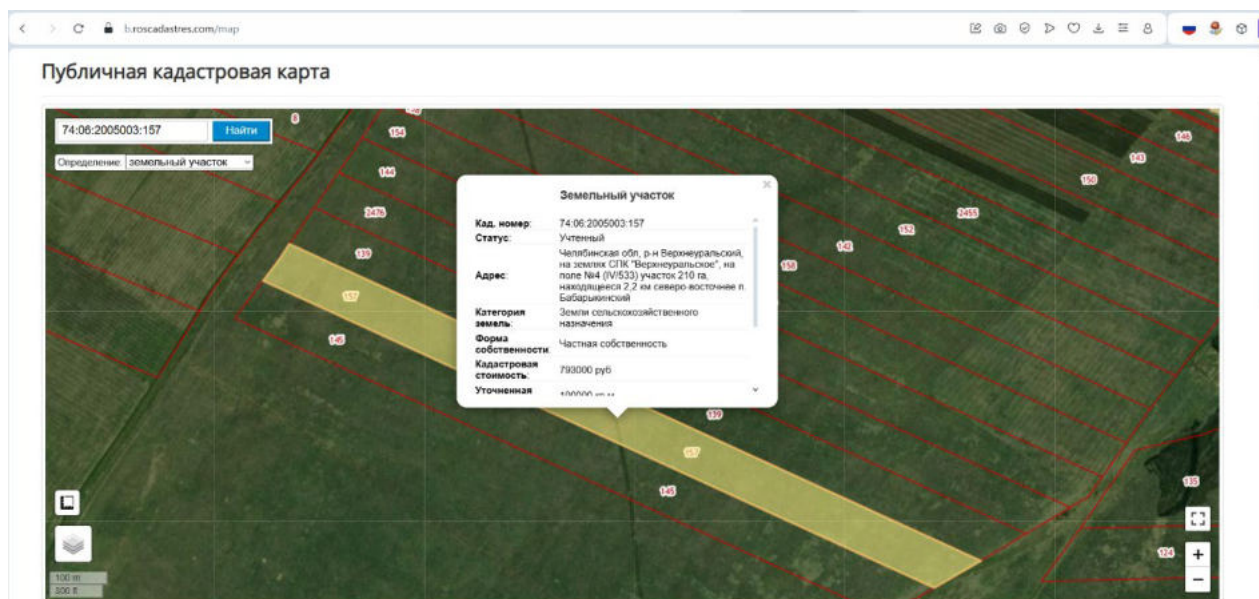 b.roscadastres.com/map
Публичная кадастровая карта
74:06:2005003:157
Найти
Определение: земельный участок
8
154
144
2476
139
157
145
146
143
150
2455
152
142
158
Земельный участок
Кад. номер: 74:06:2005003:157
Статус: Учтенный
Адрес: Челябинская обл, р-н Верхнеуральский,
на землях СПК "Верхнеуральское", на
поле №4 (IV/533) участок 210 га,
находящееся 2,2 км северо-восточнее п.
Бабарыкинский
Категория земель: Земли сельскохозяйственного
назначения
Форма собственности: Частная собственность
Кадастровая стоимость: 793000 руб
Уточненная
139
157
145
135
124
+
−
100 m
300 ft